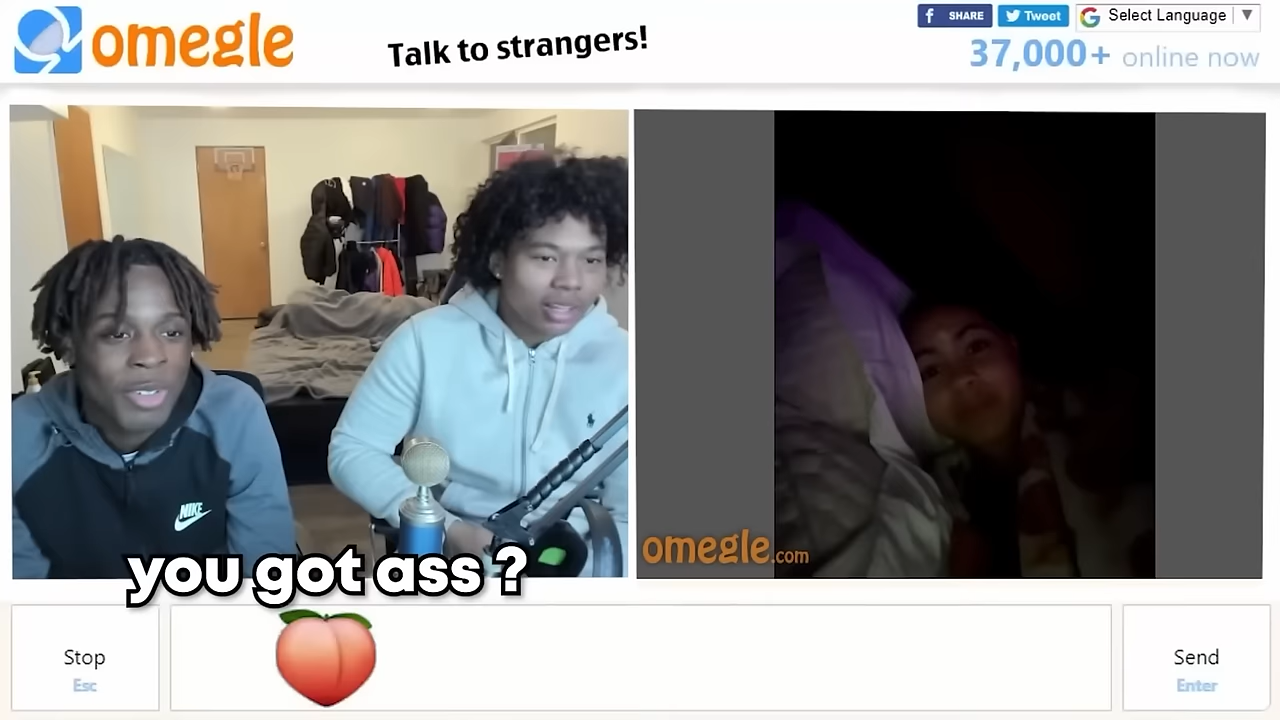 omegle
Talk to strangers!
f SHARE
Tweet
G Select Language ▼
37,000+ online now
NIKE
omegle.com
you got ass ?
Stop
Esc
Send
Enter